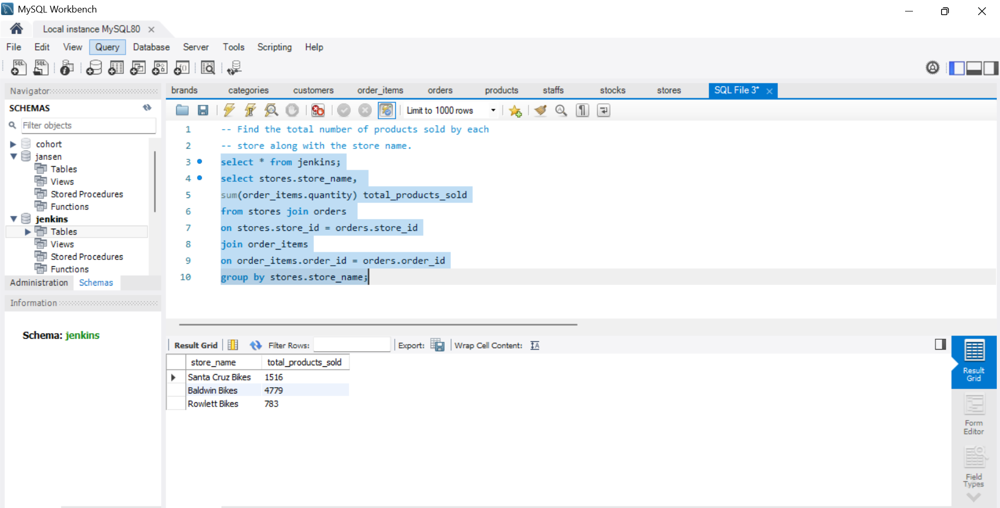 MySQL Workbench
Local instance MySQL80
File Edit View Query Database Server Tools Scripting Help
Navigator
SCHEMAS
Filter objects
cohort
jansen
Tables
Views
Stored Procedures
Functions
jenkins
Tables
Views
Stored Procedures
Functions
Administration Schemas
Information
Schema: jenkins
brands categories customers order_items orders products staffs stocks stores SQL File 3*
Limit to 1000 rows
1 -- Find the total number of products sold by each
2 -- store along with the store name.
3 select * from jenkins;
4 select stores.store_name,
5 sum(order_items.quantity) total_products_sold
6 from stores join orders
7 on stores.store_id = orders.store_id
8 join order_items
9 on order_items.order_id = orders.order_id
10 group by stores.store_name;
Result Grid Filter Rows: Export: Wrap Cell Content:
store_name total_products_sold
Santa Cruz Bikes 1516
Baldwin Bikes 4779
Rowlett Bikes 783
Result
Grid
Form
Editor
Field
Types